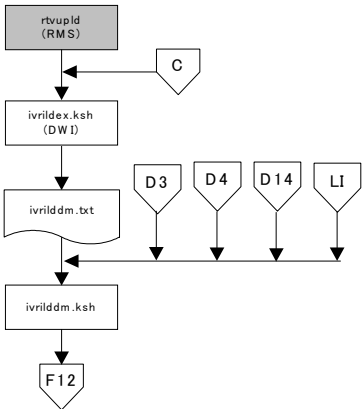 rtvupld
(RMS)
C
ivrildex.ksh
(DWI)
D3 D4 D14 LI
ivrilddm.txt
ivrilddm.ksh
F12